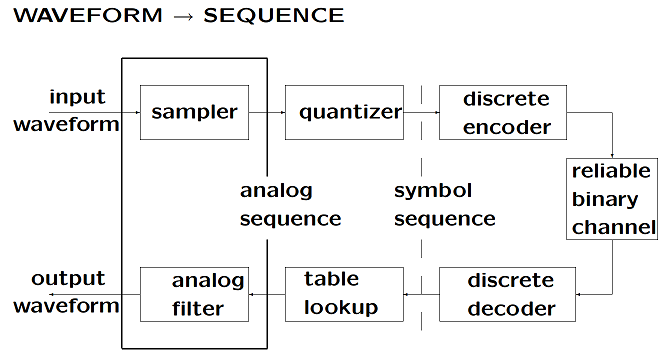 WAVEFORM → SEQUENCE
input
waveform
sampler
quantizer
discrete
encoder
reliable
binary
channel
analog
sequence
symbol
sequence
output
waveform
analog
filter
table
lookup
discrete
decoder